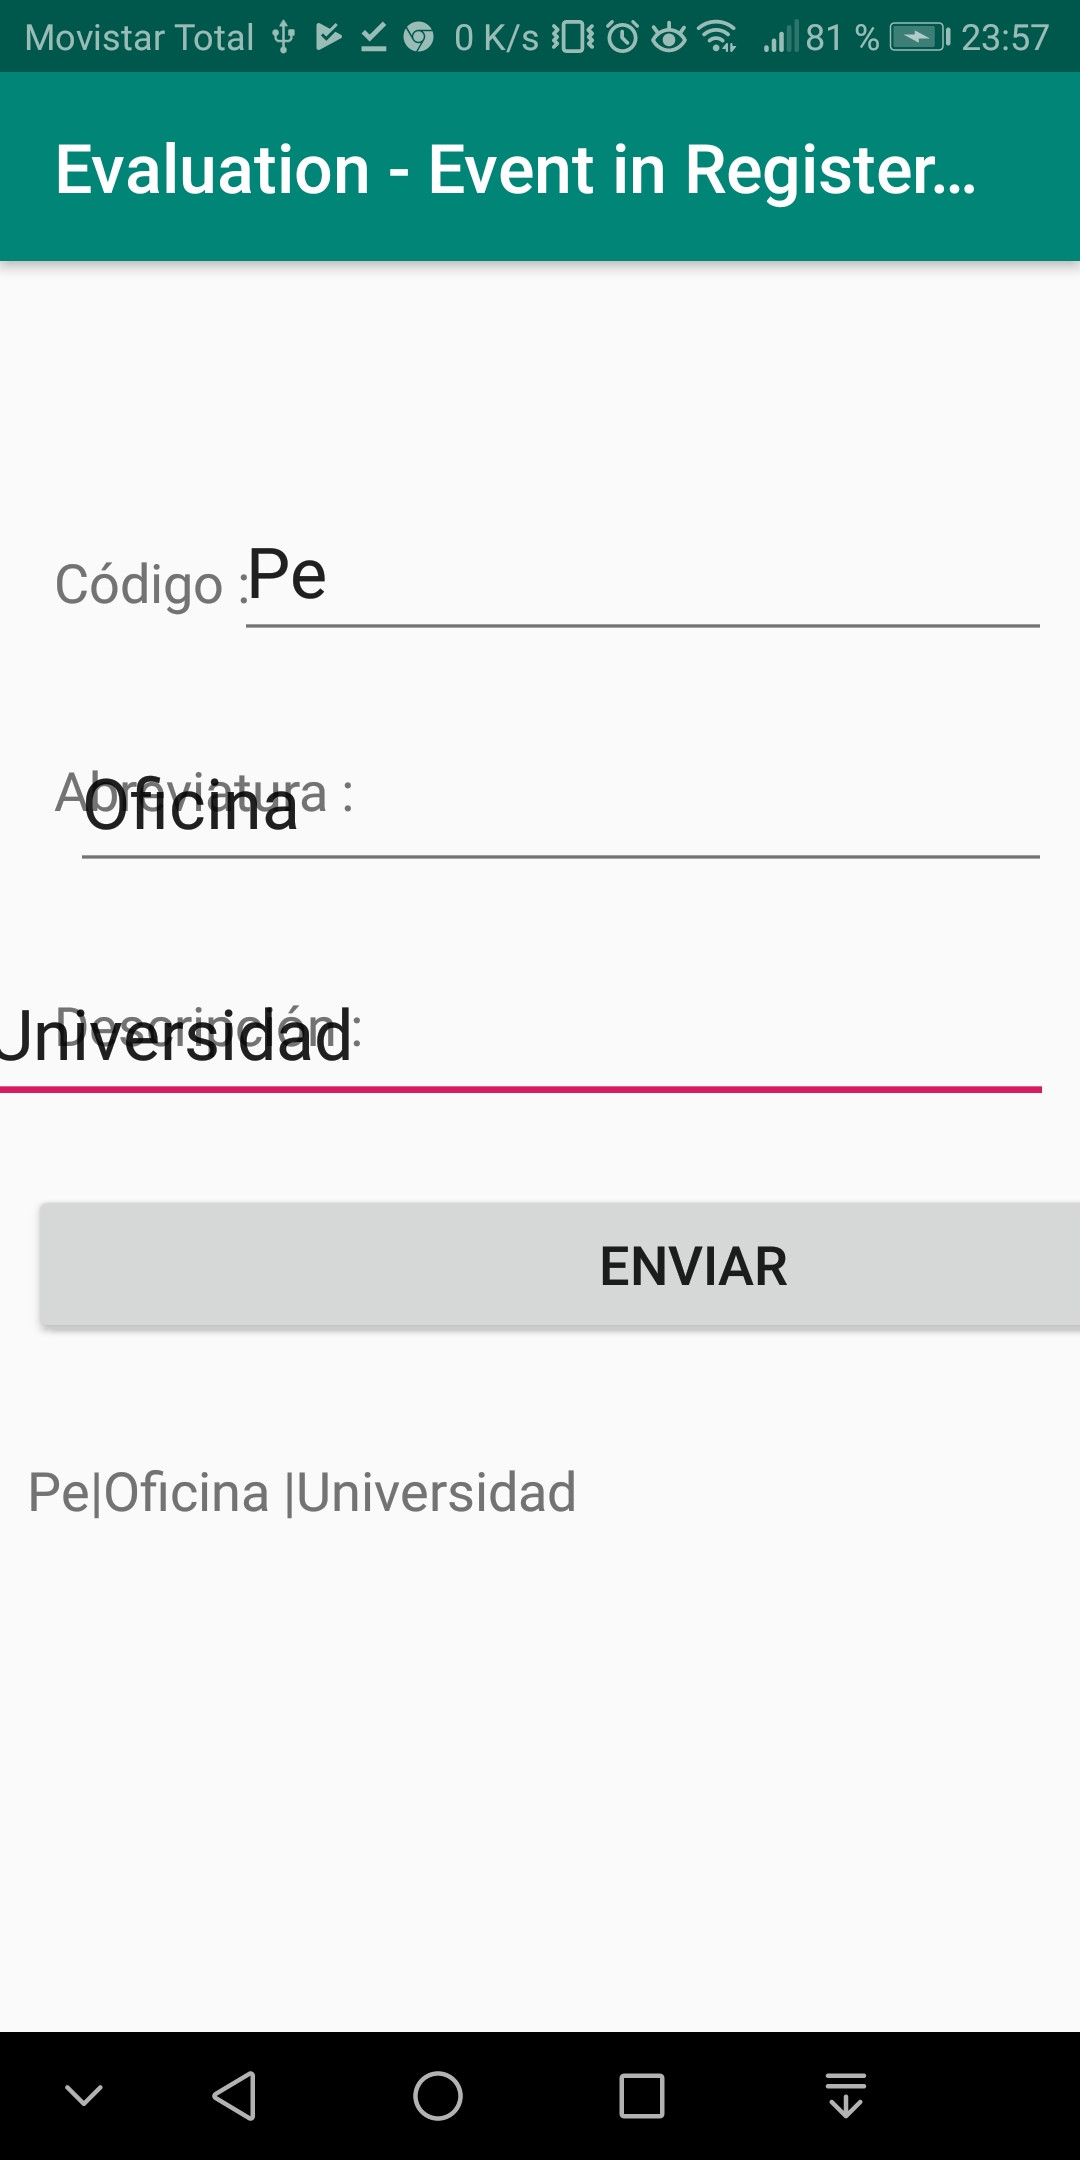 Movistar Total 0 K/s 81 % 23:57
Evaluation - Event in Register...
Código : Pe
Abreviatura : Oficina
Descripción : Universidad
ENVIAR
Pe|Oficina |Universidad